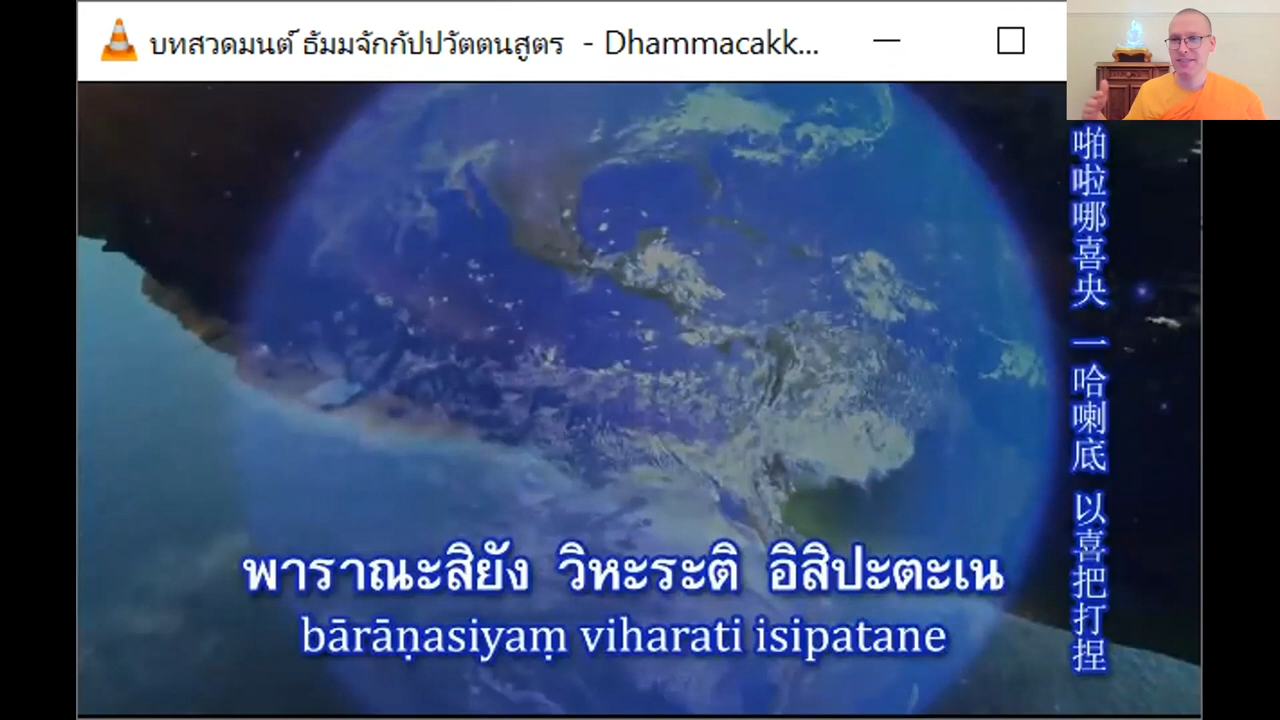 บทสวดมนต์ ธัมมจักกัปปวัตตนสูตร - Dhammacakk...
啪啦哪喜央 一哈喇底 以喜把打捏
พาราณะสิยัง วิหะระติ อิสิปะตะเน
bārāṇasiyaṃ viharati isipatane